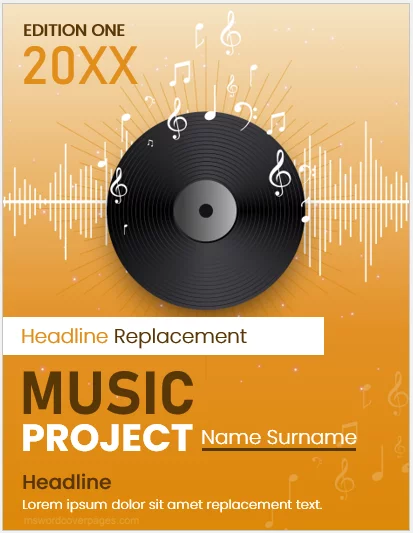 EDITION ONE
20XX
Headline Replacement
MUSIC
PROJECT Name Surname
Headline
Lorem ipsum dolor sit amet replacement text.
mswordcoverpages.com